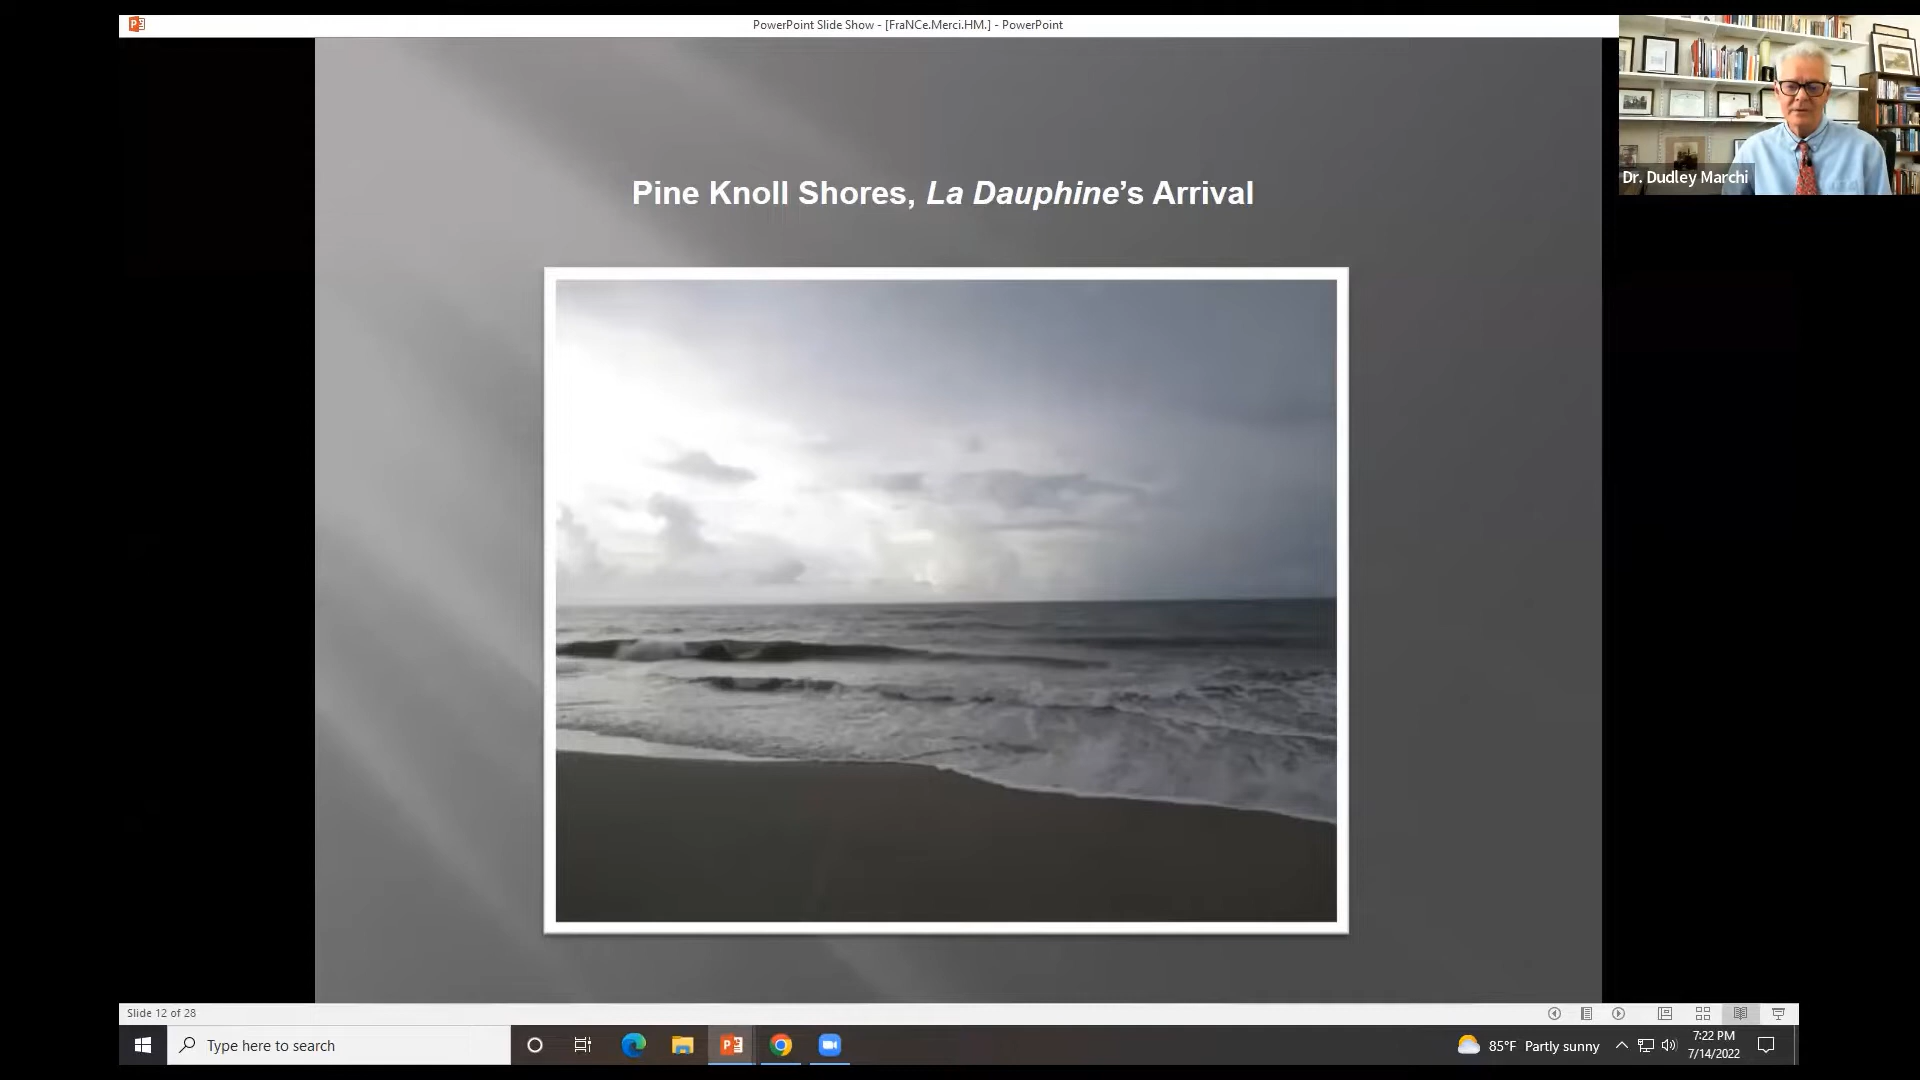 PowerPoint Slide Show - [FraNCe.Merci.HM.] - PowerPoint
Dr. Dudley Marchi
Pine Knoll Shores, La Dauphine’s Arrival
Slide 12 of 28
Type here to search
85°F Partly sunny
7:22 PM
7/14/2022